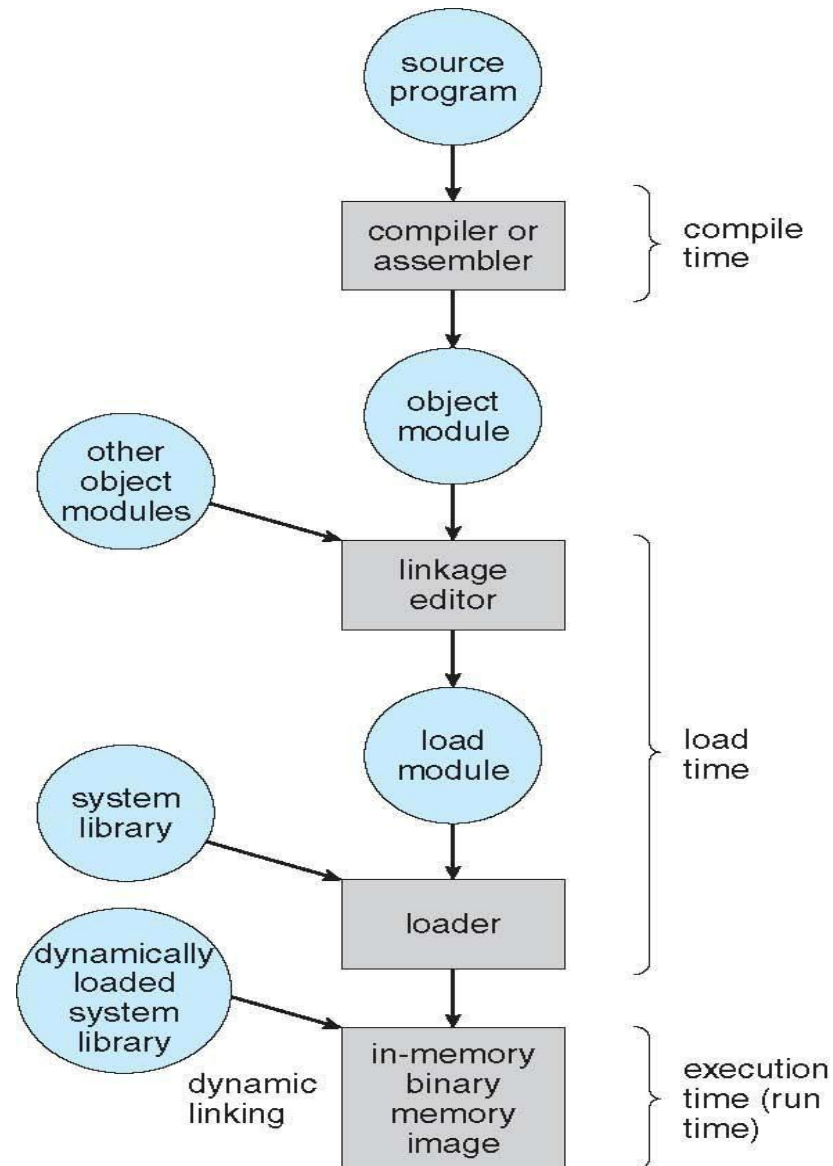 source
program
compiler or
assembler
compile
time
object
module
other
object
modules
linkage
editor
load
module
load
time
system
library
loader
dynamically
loaded
system
library
dynamic
linking
in-memory
binary
memory
image
execution
time (run
time)